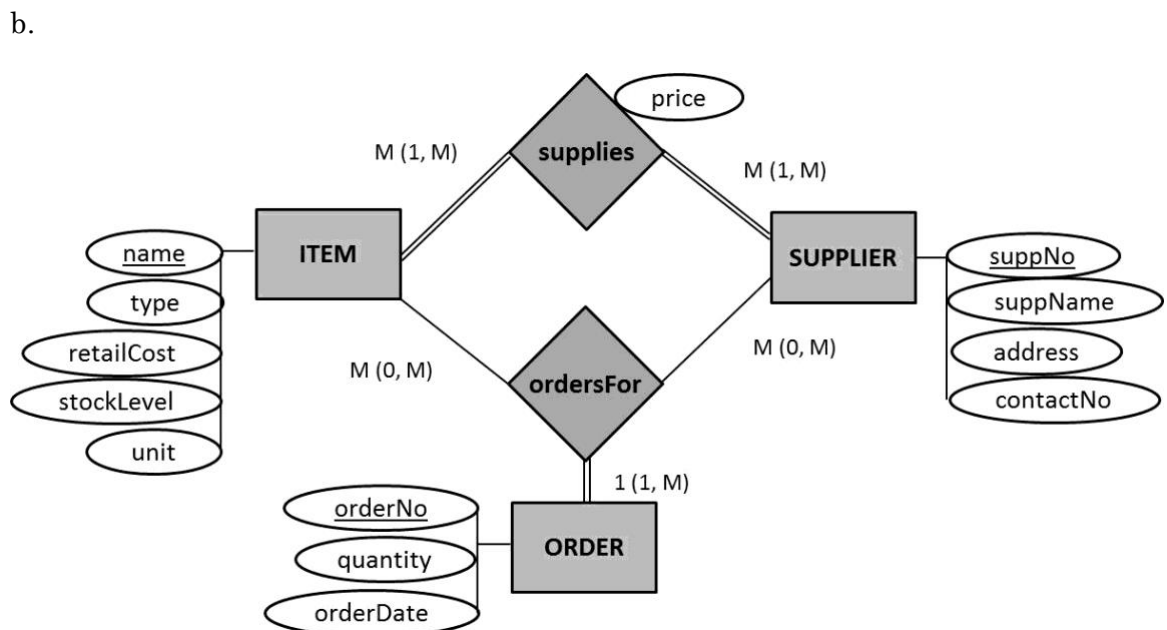 b.
price
supplies
M (1, M)
M (1, M)
ITEM
SUPPLIER
name
type
retailCost
stockLevel
unit
suppNo
suppName
address
contactNo
M (0, M)
M (0, M)
ordersFor
1 (1, M)
orderNo
quantity
orderDate
ORDER